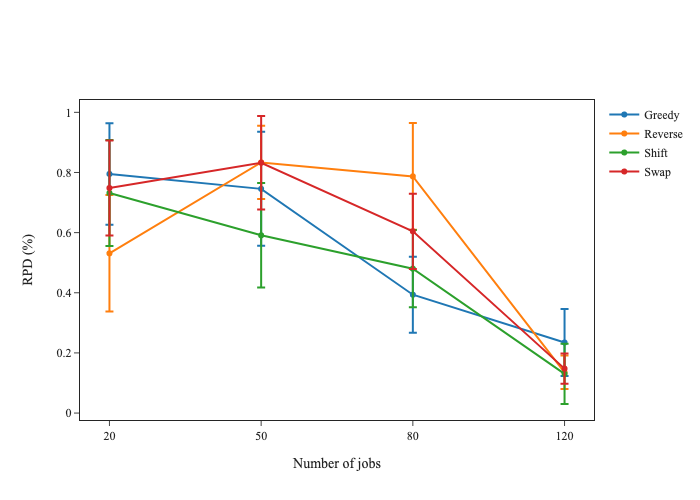 Greedy
Reverse
Shift
Swap
1
0.8
0.6
0.4
0.2
0
RPD (%)
20 50 80 120
Number of jobs